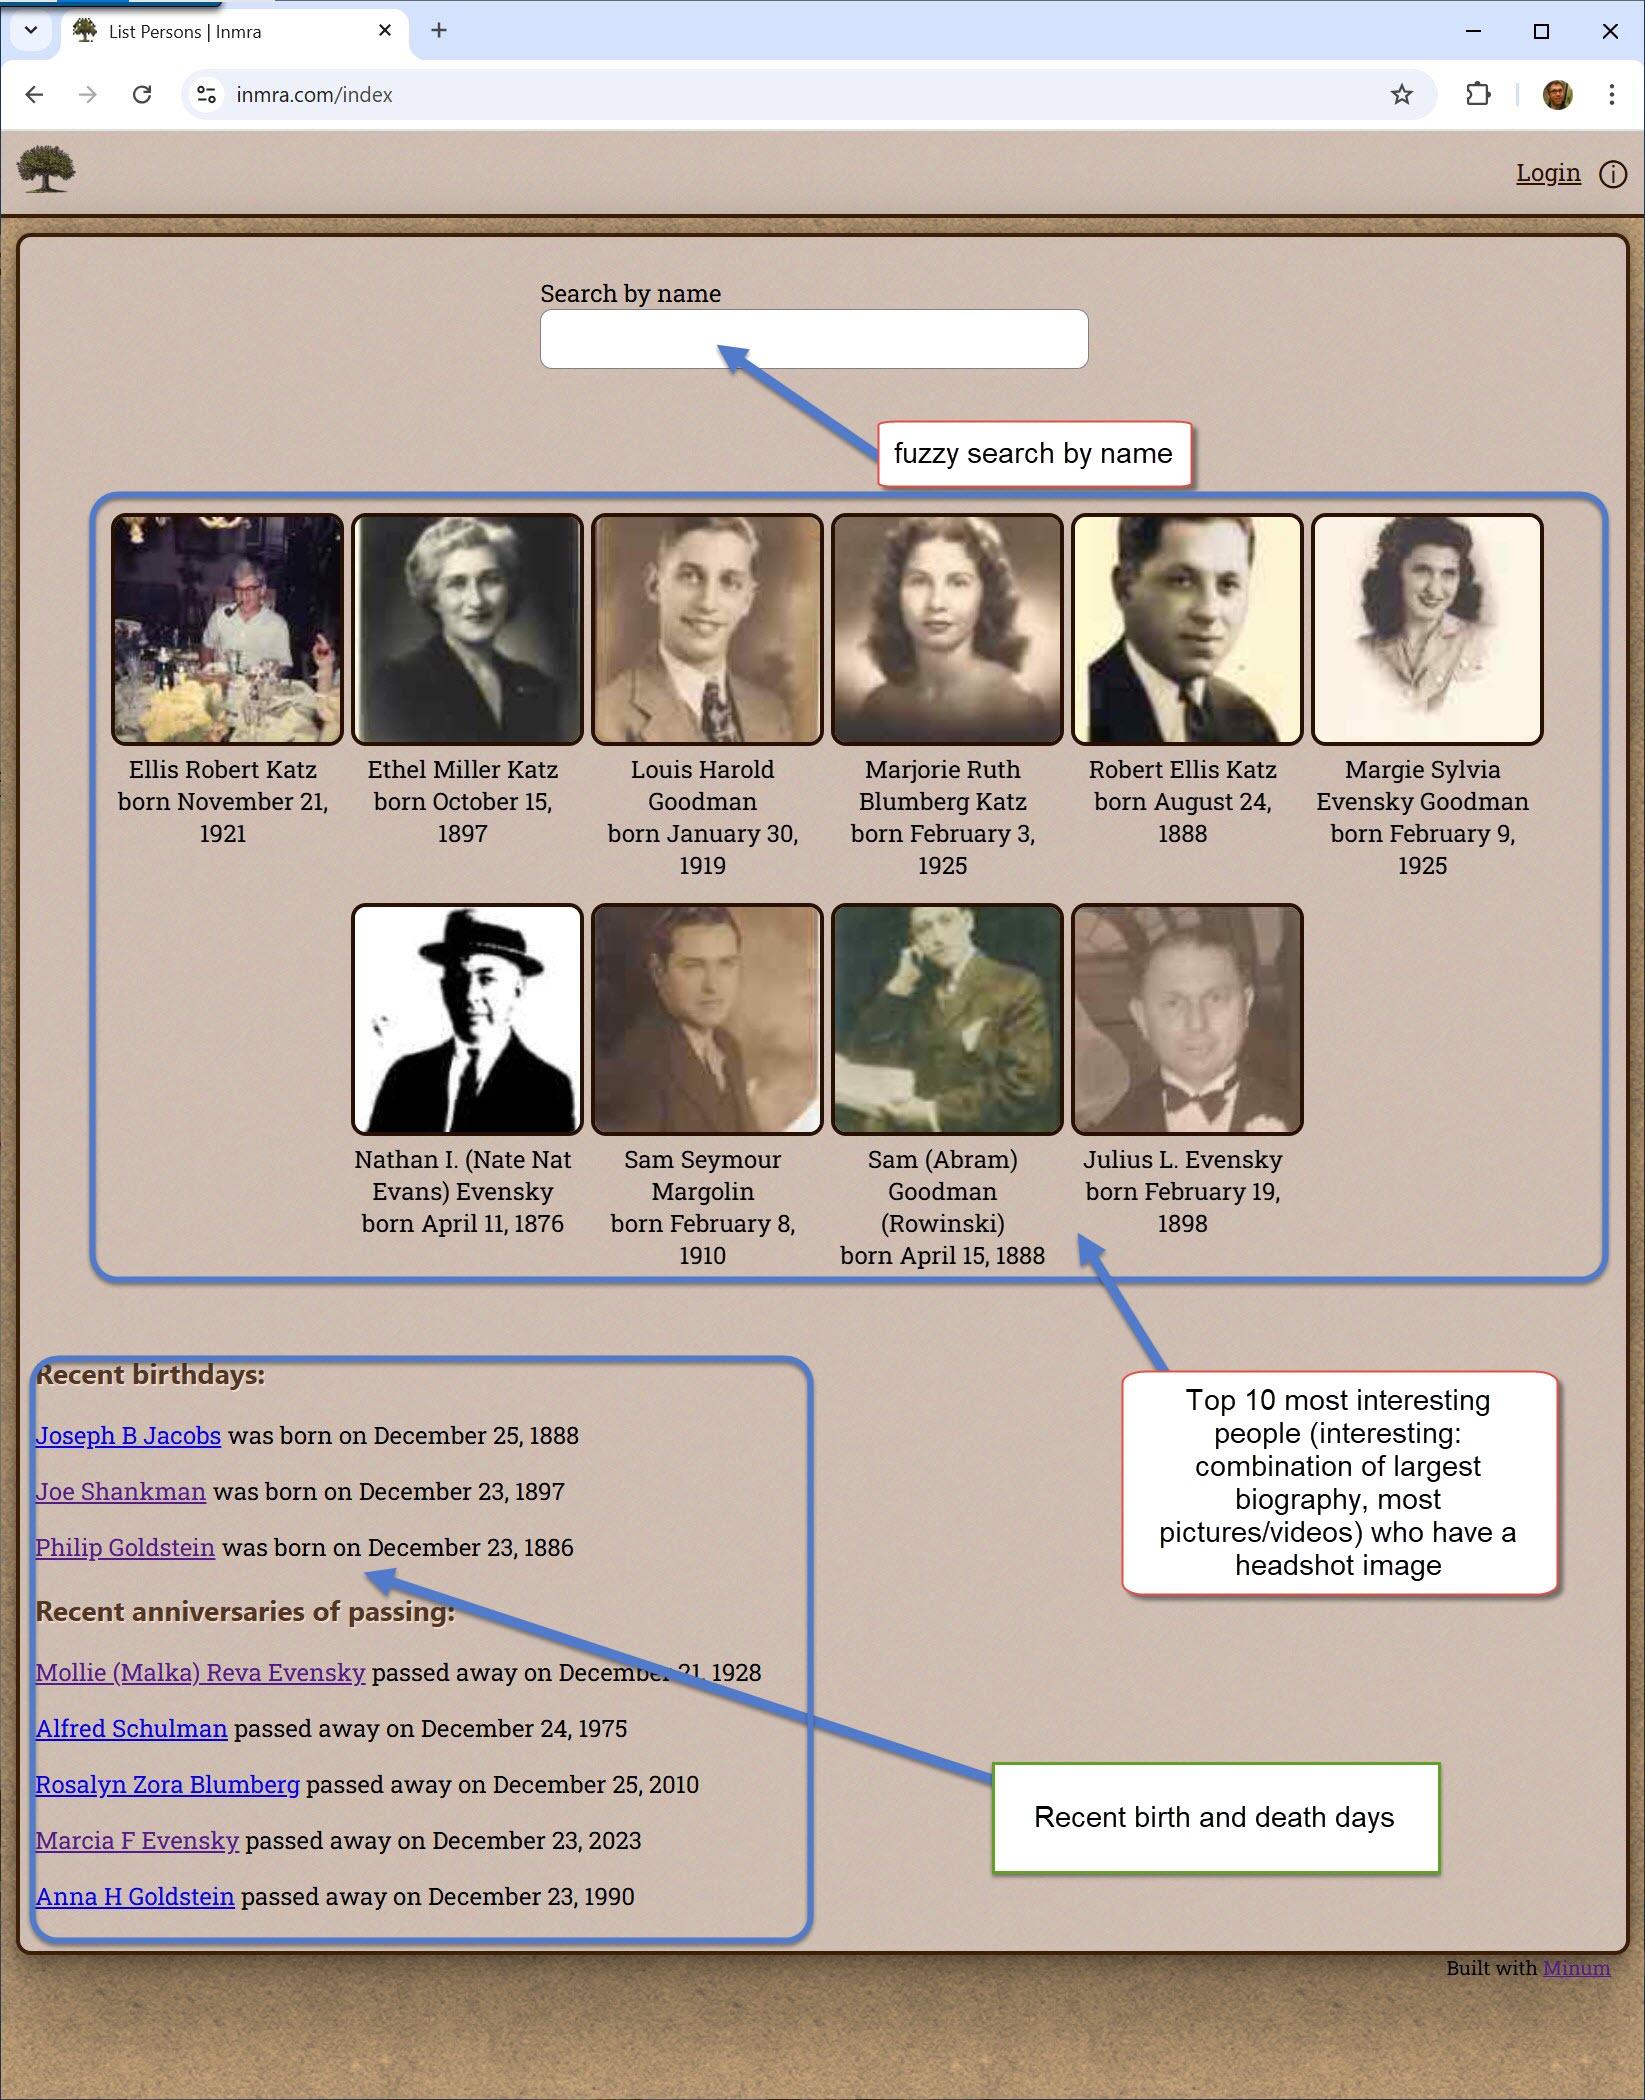 List Persons | Inmra
inmra.com/index
Login
Search by name
fuzzy search by name
Ellis Robert Katz
born November 21,
1921
Ethel Miller Katz
born October 15,
1897
Louis Harold
Goodman
born January 30,
1919
Marjorie Ruth
Blumberg Katz
born February 3,
1925
Robert Ellis Katz
born August 24,
1888
Margie Sylvia
Evensky Goodman
born February 9,
1925
Nathan I. (Nate Nat
Evans) Evensky
born April 11, 1876
Sam Seymour
Margolin
born February 8,
1910
Sam (Abram)
Goodman
(Rowinski)
born April 15, 1888
Julius L. Evensky
born February 19,
1898
Top 10 most interesting
people (interesting:
combination of largest
biography, most
pictures/videos) who have a
headshot image
Recent birthdays:
Joseph B Jacobs was born on December 25, 1888
Joe Shankman was born on December 23, 1897
Philip Goldstein was born on December 23, 1886
Recent anniversaries of passing:
Mollie (Malka) Reva Evensky passed away on December 21, 1928
Alfred Schulman passed away on December 24, 1975
Rosalyn Zora Blumberg passed away on December 25, 2010
Marcia F Evensky passed away on December 23, 2023
Anna H Goldstein passed away on December 23, 1990
Recent birth and death days
Built with Minum